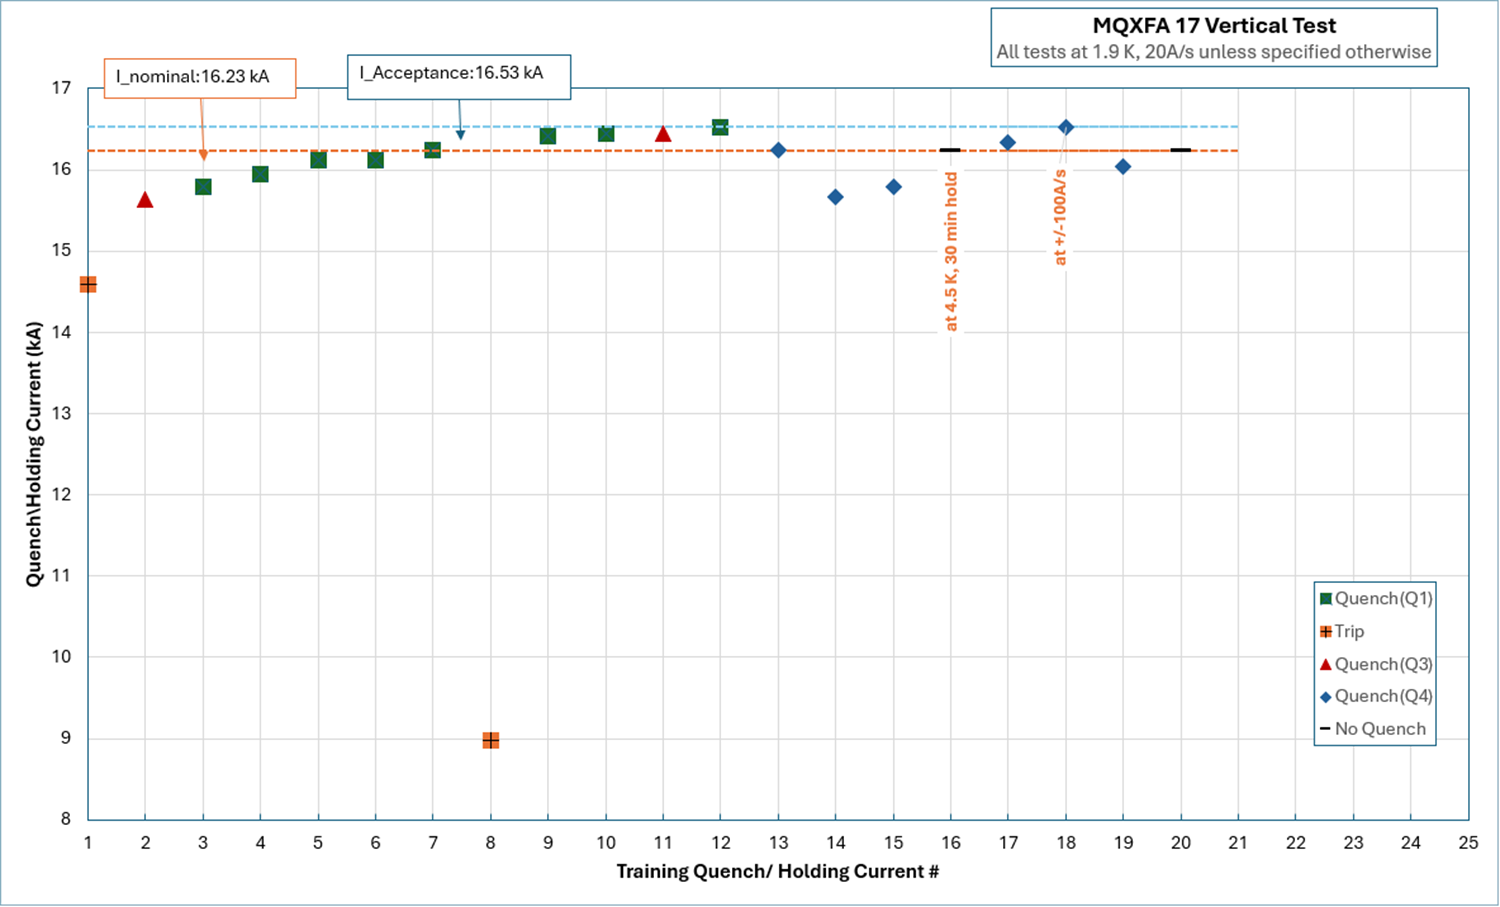 MQXFA 17 Vertical Test
All tests at 1.9 K, 20A/s unless specified otherwise
I_nominal:16.23 kA
I_Acceptance:16.53 kA
17
16
15
14
13
12
11
10
9
8
Quench\Holding Current (kA)
at 4.5 K, 30 min hold
at +/-100A/s
Quench(Q1)
Trip
Quench(Q3)
Quench(Q4)
No Quench
1 2 3 4 5 6 7 8 9 10 11 12 13 14 15 16 17 18 19 20 21 22 23 24 25
Training Quench/ Holding Current #